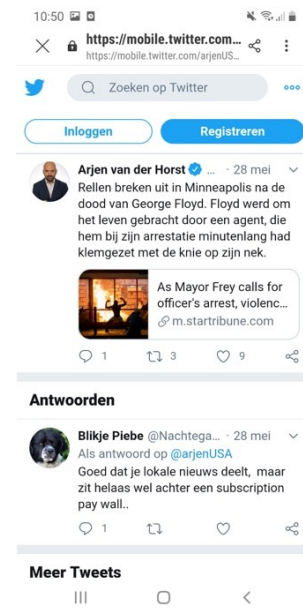 10:50
https://mobile.twitter.com...
https://mobile.twitter.com/arjenUS...
Zoeken op Twitter
Inloggen
Registreren
Arjen van der Horst ... · 28 mei
Rellen breken uit in Minneapolis na de
dood van George Floyd. Floyd werd om
het leven gebracht door een agent, die
hem bij zijn arrestatie minutenlang had
klemgezet met de knie op zijn nek.
As Mayor Frey calls for
officer's arrest, violenc...
m.startribune.com
1 3 9
Antwoorden
Blikje Piebe @Nachtega... · 28 mei
Als antwoord op @arjenUSA
Goed dat je lokale nieuws deelt, maar
zit helaas wel achter een subscription
pay wall..
1
Meer Tweets